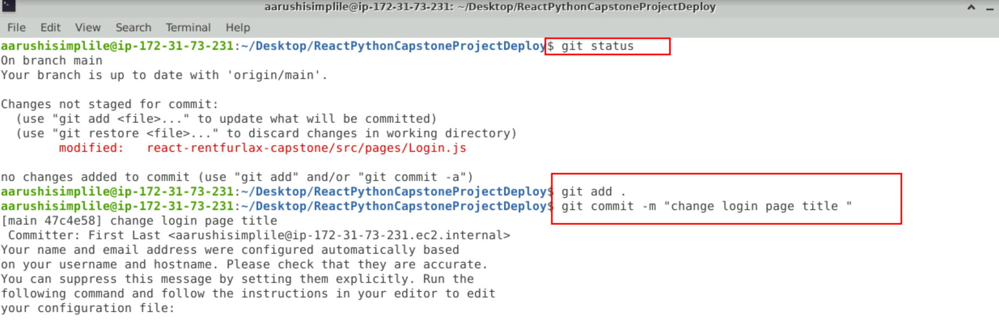 aarushisimplile@ip-172-31-73-231: ~/Desktop/ReactPythonCapstoneProjectDeploy
File Edit View Search Terminal Help
aarushisimplile@ip-172-31-73-231:~/Desktop/ReactPythonCapstoneProjectDeploy$ git status
On branch main
Your branch is up to date with 'origin/main'.
Changes not staged for commit:
(use "git add <file>..." to update what will be committed)
(use "git restore <file>..." to discard changes in working directory)
modified: react-rentfurlax-capstone/src/pages/Login.js
no changes added to commit (use "git add" and/or "git commit -a")
aarushisimplile@ip-172-31-73-231:~/Desktop/ReactPythonCapstoneProjectDeploy$ git add .
aarushisimplile@ip-172-31-73-231:~/Desktop/ReactPythonCapstoneProjectDeploy$ git commit -m "change login page title "
[main 47c4e58] change login page title
Committer: First Last <aarushisimplile@ip-172-31-73-231.ec2.internal>
Your name and email address were configured automatically based
on your username and hostname. Please check that they are accurate.
You can suppress this message by setting them explicitly. Run the
following command and follow the instructions in your editor to edit
your configuration file: